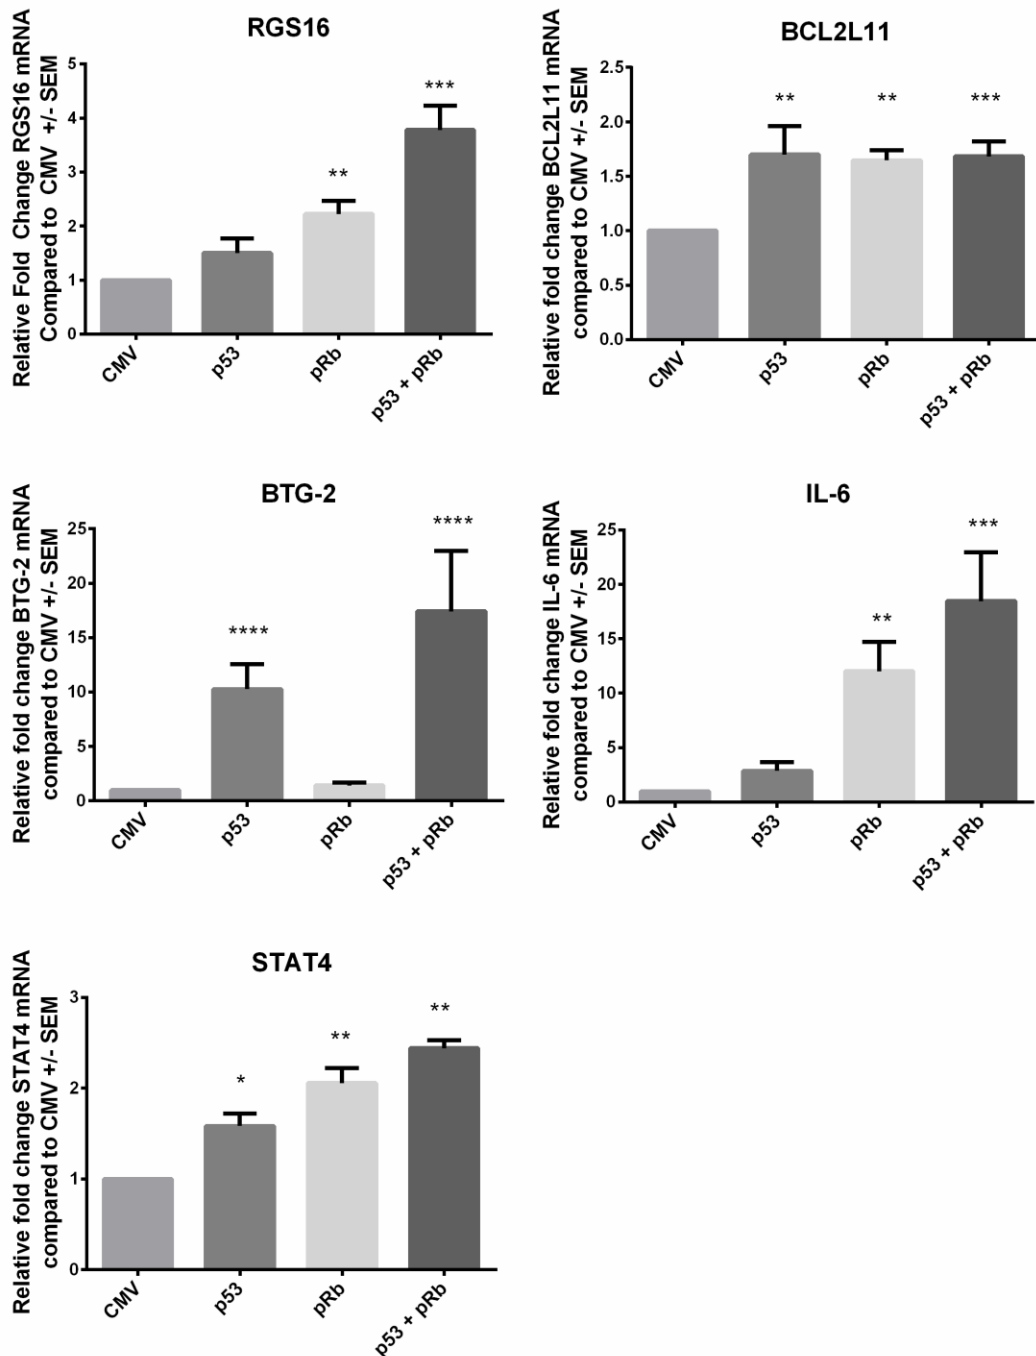 RGS16
Relative Fold Change RGS16 mRNA
Compared to CMV +/- SEM
5
4
3
2
1
0
**
***
CMV
p53
pRb
p53 + pRb
BCL2L11
Relative fold change BCL2L11 mRNA
compared to CMV +/- SEM
2.5
2.0
1.5
1.0
0.5
0.0
**
**
***
CMV
p53
pRb
p53 + pRb
BTG-2
Relative fold change BTG-2 mRNA
compared to CMV +/- SEM
25
20
15
10
5
0
****
****
CMV
p53
pRb
p53 + pRb
IL-6
Relative fold change IL-6 mRNA
compared to CMV +/- SEM
25
20
15
10
5
0
**
***
CMV
p53
pRb
p53 + pRb
STAT4
Relative fold change STAT4 mRNA
compared to CMV +/- SEM
3
2
1
0
*
**
**
CMV
p53
pRb
p53 + pRb